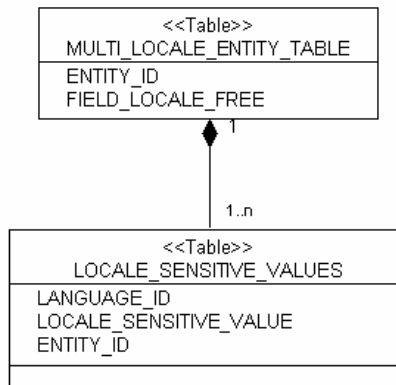 <<Table>>
MULTI_LOCALE_ENTITY_TABLE
ENTITY_ID
FIELD_LOCALE_FREE
1
1..n
<<Table>>
LOCALE_SENSITIVE_VALUES
LANGUAGE_ID
LOCALE_SENSITIVE_VALUE
ENTITY_ID